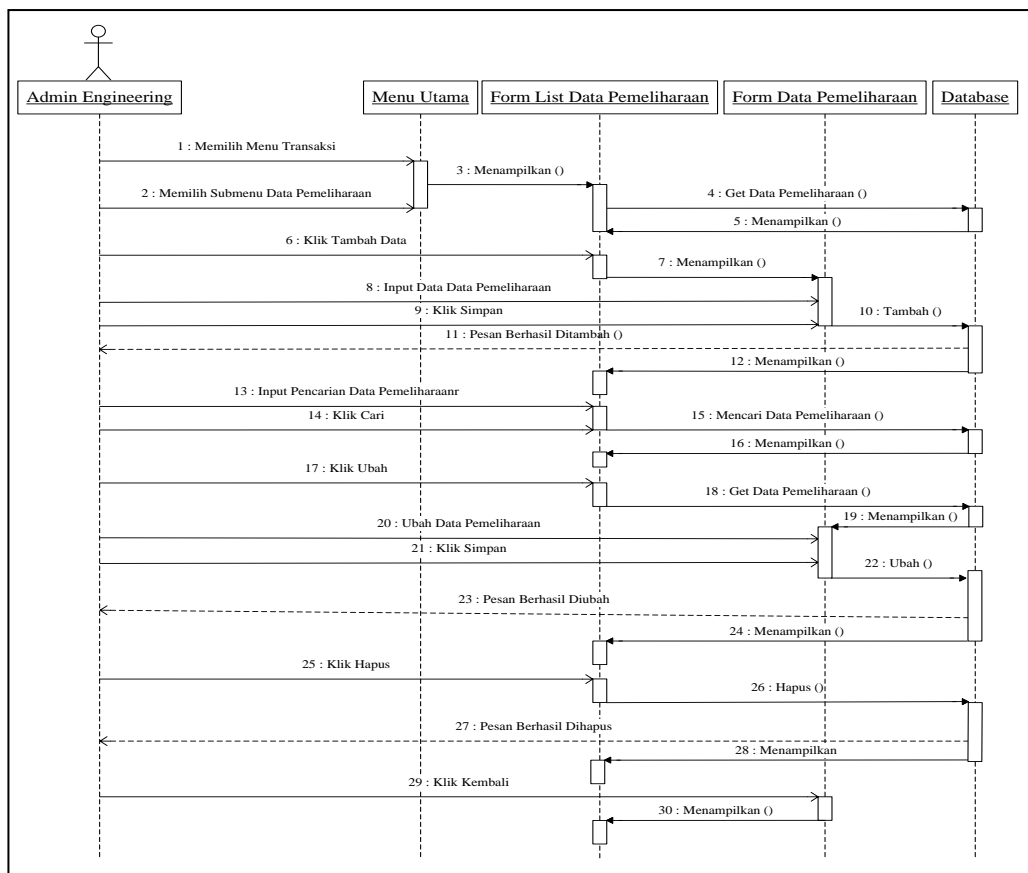 Admin Engineering
Menu Utama
Form List Data Pemeliharaan
Form Data Pemeliharaan
Database
1 : Memilih Menu Transaksi
3 : Menampilkan ()
2 : Memilih Submenu Data Pemeliharaan
4 : Get Data Pemeliharaan ()
5 : Menampilkan ()
6 : Klik Tambah Data
7 : Menampilkan ()
8 : Input Data Data Pemeliharaan
9 : Klik Simpan
10 : Tambah ()
11 : Pesan Berhasil Ditambah ()
12 : Menampilkan ()
13 : Input Pencarian Data Pemeliharaanr
14 : Klik Cari
15 : Mencari Data Pemeliharaan ()
16 : Menampilkan ()
17 : Klik Ubah
18 : Get Data Pemeliharaan ()
19 : Menampilkan ()
20 : Ubah Data Pemeliharaan
21 : Klik Simpan
22 : Ubah ()
23 : Pesan Berhasil Diubah
24 : Menampilkan ()
25 : Klik Hapus
26 : Hapus ()
27 : Pesan Berhasil Dihapus
28 : Menampilkan
29 : Klik Kembali
30 : Menampilkan ()